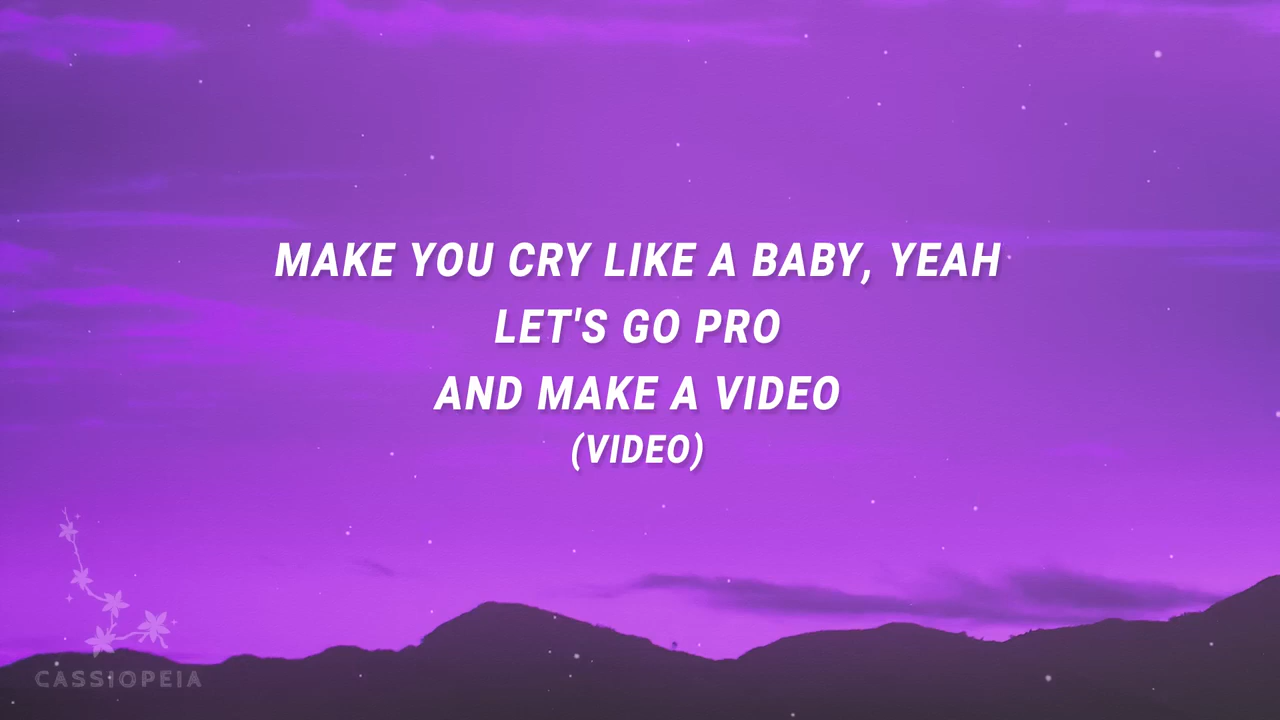 MAKE YOU CRY LIKE A BABY, YEAH
LET'S GO PRO
AND MAKE A VIDEO
(VIDEO)
CASSIOPEIA